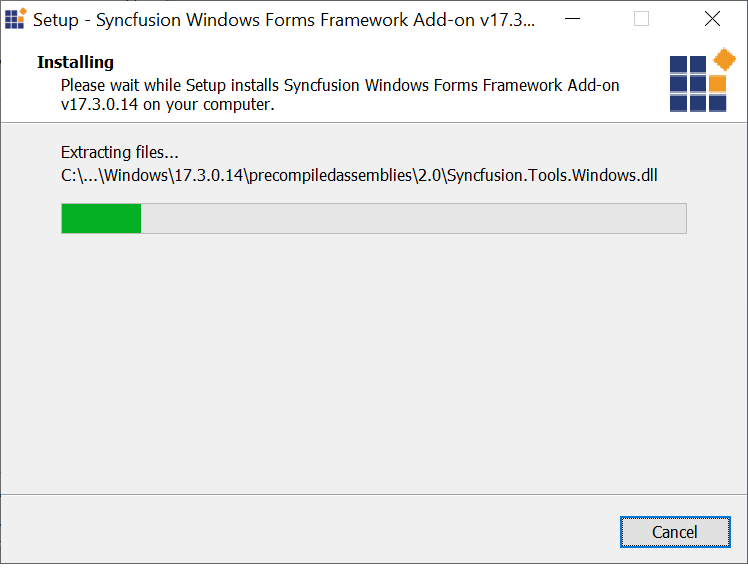 Setup - Syncfusion Windows Forms Framework Add-on v17.3...
Installing
Please wait while Setup installs Syncfusion Windows Forms Framework Add-on
v17.3.0.14 on your computer.
Extracting files...
C:\...\Windows\17.3.0.14\precompiledassemblies\2.0\Syncfusion.Tools.Windows.dll
Cancel